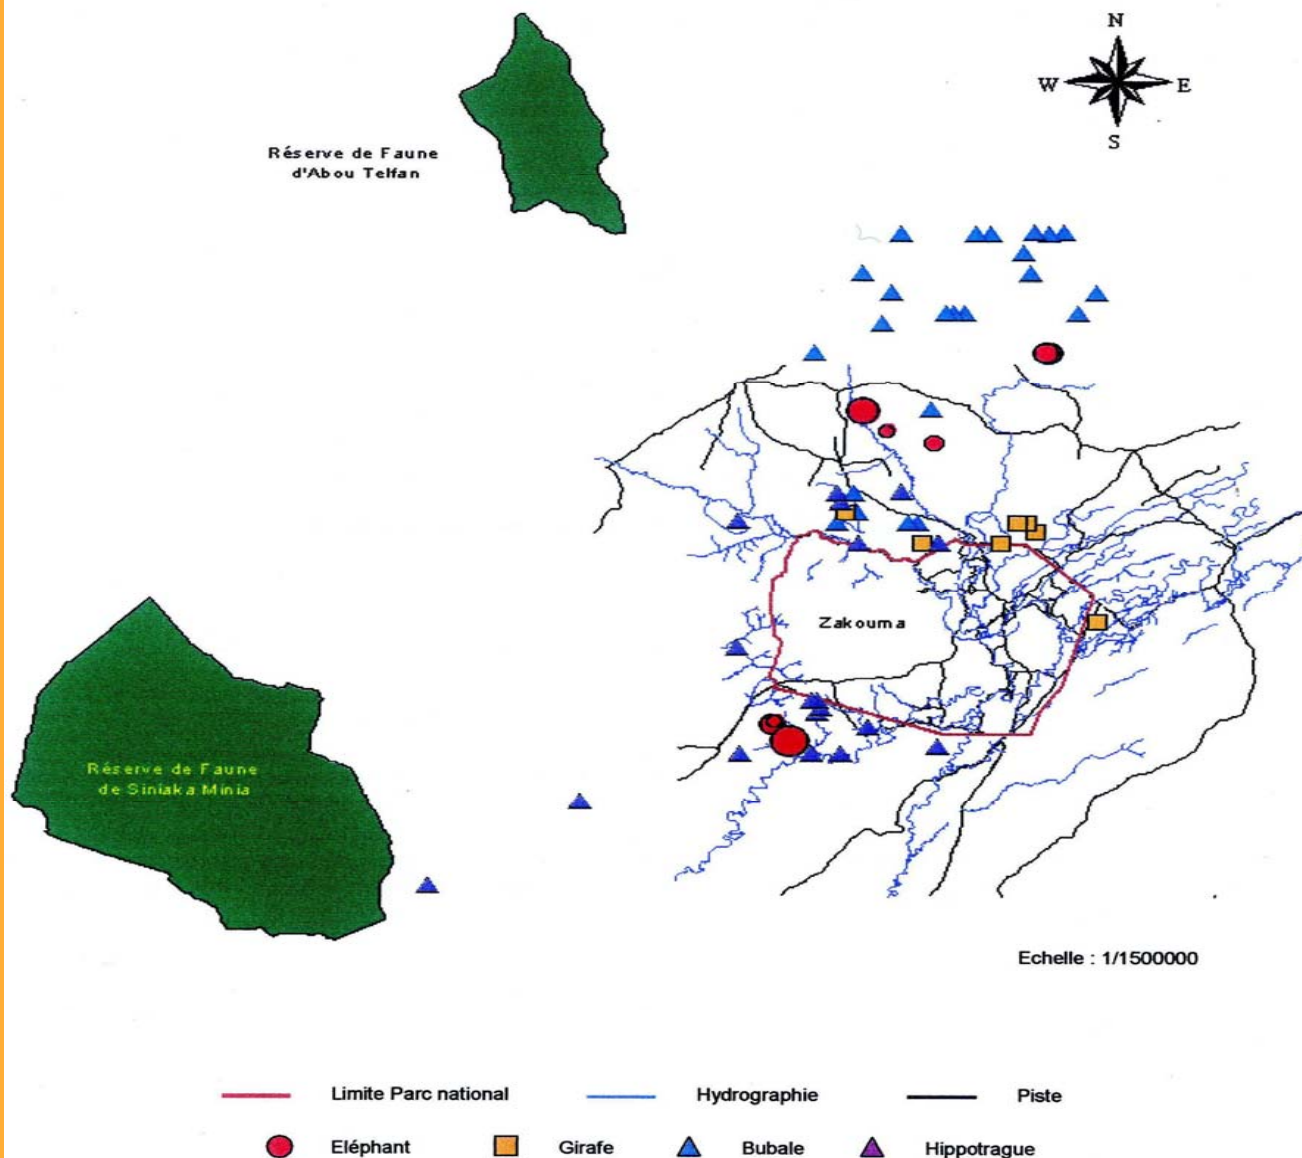 N
W E
S
Réserve de Faune
d'Abou Telfan
Zakouma
Réserve de Faune
de Siniaka Minia
Echelle : 1/1500000
Limite Parc national Hydrographie Piste
Eléphant Girafe Bubale Hippotrague